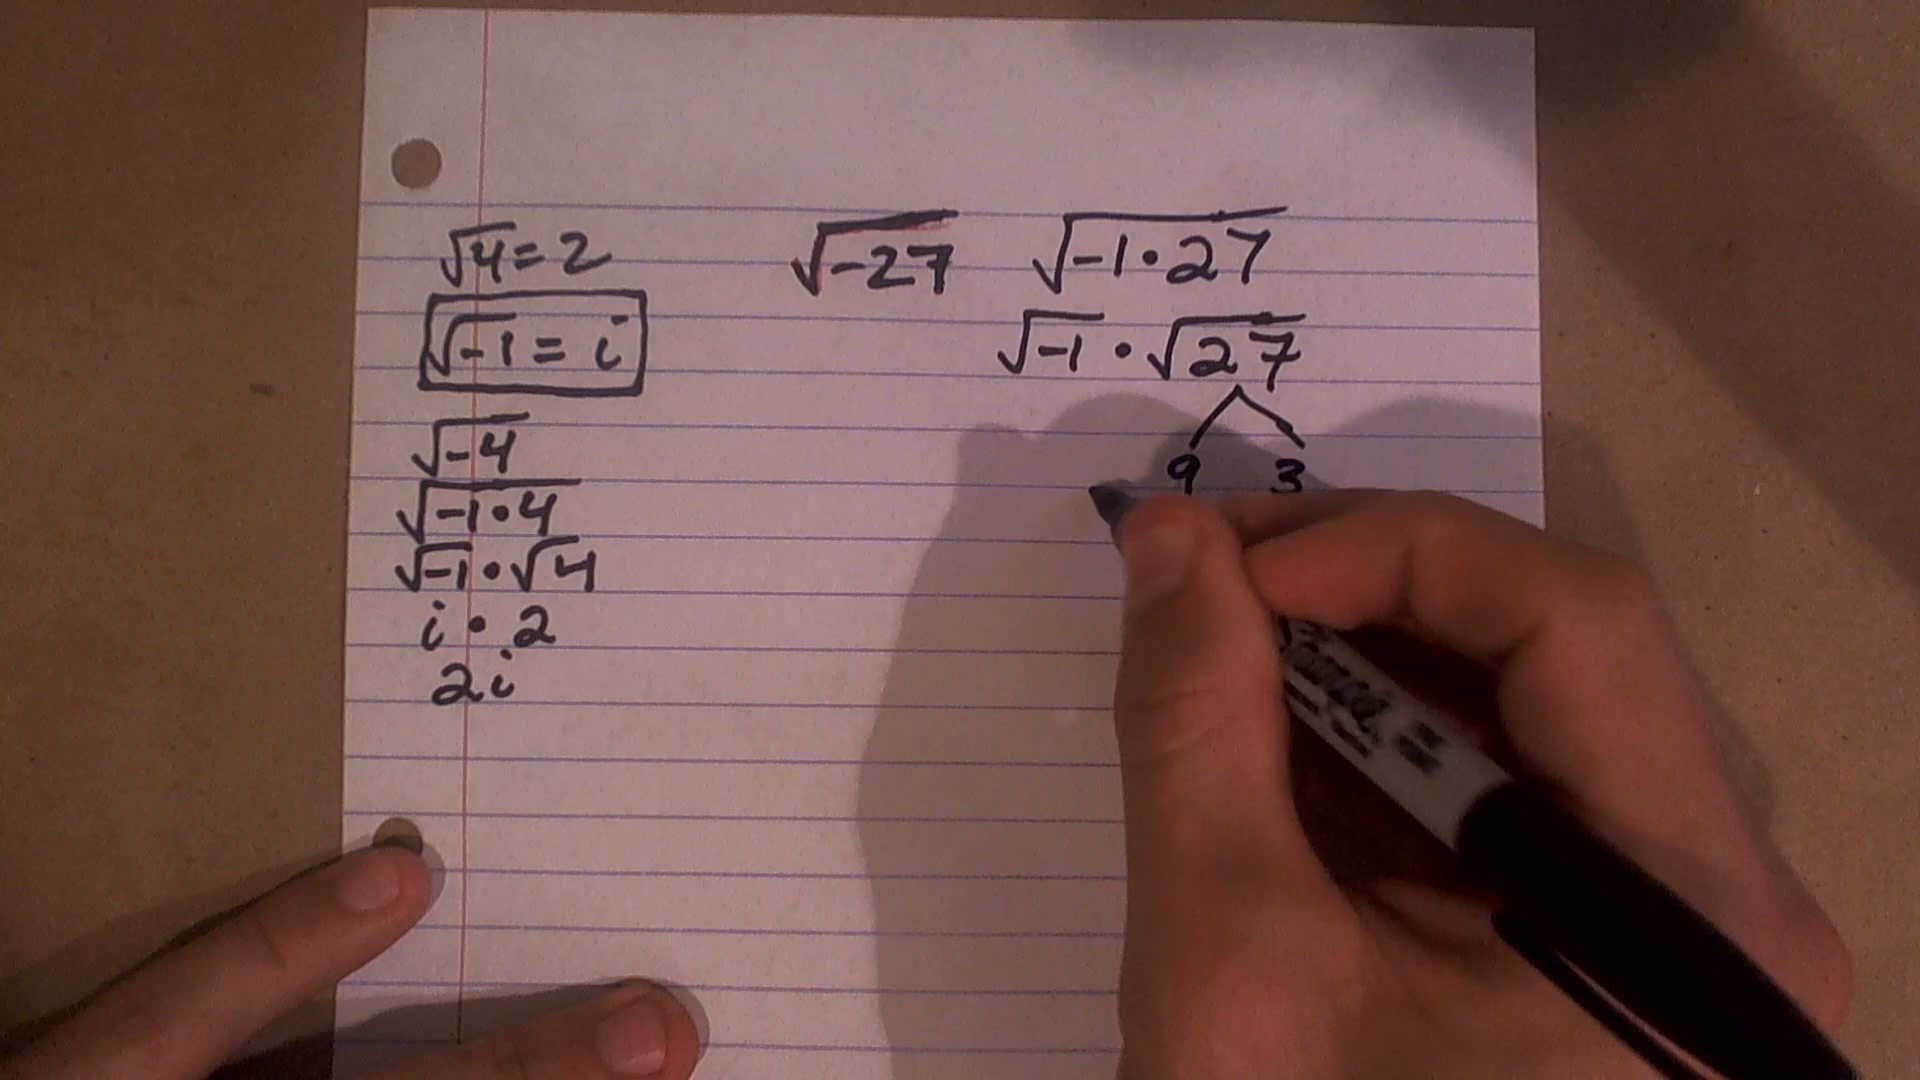 √4 = 2
√-1 = i
√-4
√-1·4
√-1 · √4
i · 2
2i
√-27 √-1·27
√-1 · √27
9 3